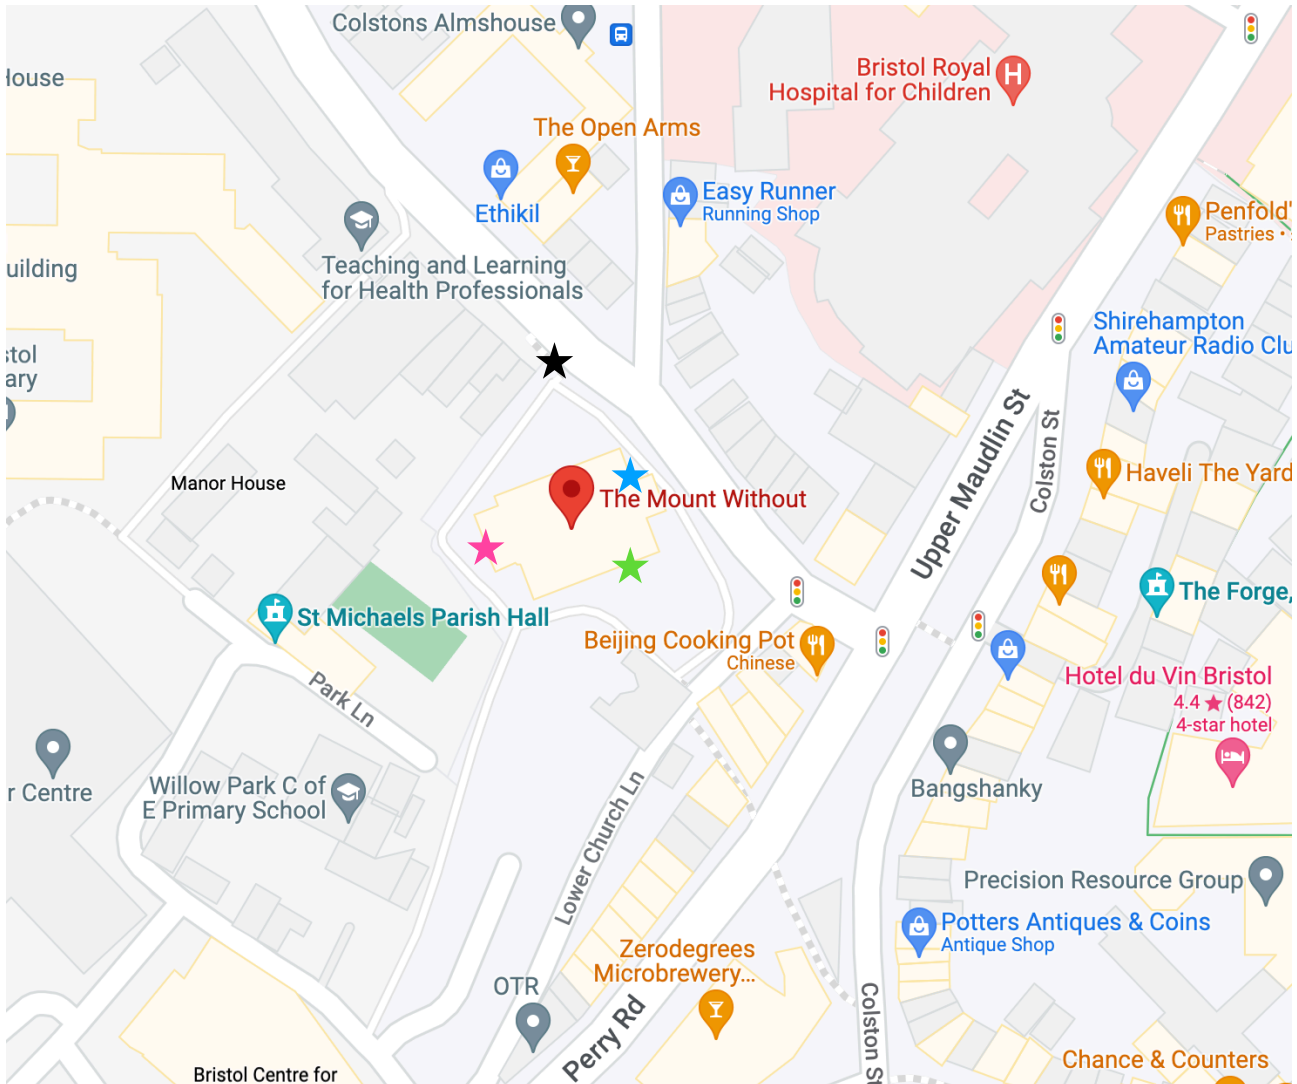 Colstons Almshouse
House
Bristol Royal
Hospital for Children
H
The Open Arms
Easy Runner
Running Shop
Ethikil
Penfold'
Pastries •
Teaching and Learning
for Health Professionals
uilding
Shirehampton
Amateur Radio Clu
stol
ary
Upper Maudlin St
Colston St
Haveli The Yard
Manor House
The Mount Without
The Forge,
St Michaels Parish Hall
Beijing Cooking Pot
Chinese
Hotel du Vin Bristol
4.4 ★ (842)
4-star hotel
Park Ln
r Centre
Willow Park C of
E Primary School
Bangshanky
Lower Church Ln
Precision Resource Group
Potters Antiques & Coins
Antique Shop
Zerodegrees
Microbrewery...
OTR
Perry Rd
Colston St
Chance & Counters
Bristol Centre for